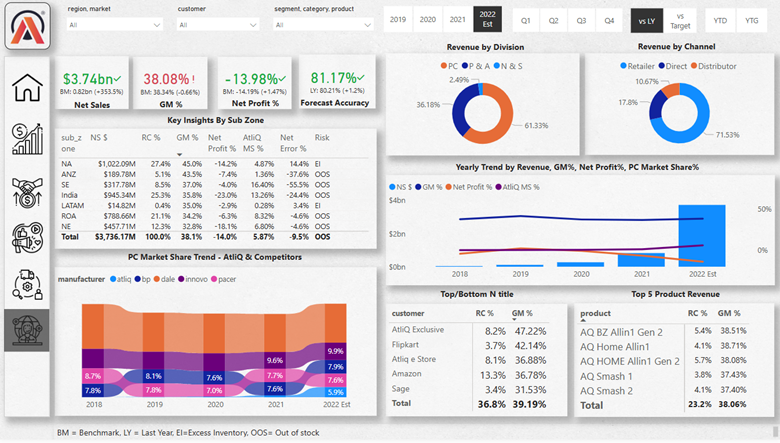 region, market
customer
segment, category, product
All
All
All
2019
2020
2021
2022 Est
Q1
Q2
Q3
Q4
vs LY
vs Target
YTD
YTG
$3.74bn✓
BM: 0.82bn (+353.5%)
Net Sales
38.08%!
BM: 38.34% (-0.66%)
GM %
-13.98%✓
BM: -14.19% (+1.47%)
Net Profit %
81.17%✓
LY: 80.21% (+1.2%)
Forecast Accuracy
Key Insights By Sub Zone
sub_zone NS $ RC % GM % Net Profit % AtliQ MS % Net Error % Risk
NA $1,022.09M 27.4% 45.0% -14.2% 4.87% 14.4% EI
ANZ $189.78M 5.1% 43.5% -7.4% 1.36% -37.6% OOS
SE $317.78M 8.5% 37.0% -4.0% 16.40% -55.5% OOS
India $945.34M 25.3% 35.8% -23.0% 13.26% -24.4% OOS
LATAM $14.82M 0.4% 35.0% -2.9% 0.28% 3.4% EI
ROA $788.66M 21.1% 34.2% -6.3% 8.32% -4.6% OOS
NE $457.71M 12.3% 32.8% -18.1% 6.80% -4.6% OOS
Total $3,736.17M 100.0% 38.1% -14.0% 5.87% -9.5% OOS
Revenue by Division
PC P & A N & S
2.49%
36.18%
61.33%
Revenue by Channel
Retailer Direct Distributor
10.67%
17.8%
71.53%
Yearly Trend by Revenue, GM%, Net Profit%, PC Market Share%
NS $ GM % Net Profit % AtliQ MS %
$4bn
$2bn
$0bn
50%
0%
2018 2019 2020 2021 2022 Est
PC Market Share Trend - AtliQ & Competitors
manufacturer atliq bp dale innovo pacer
8.7%
7.8%
8.1%
7.8%
7.6%
7.0%
9.6%
7.7%
7.6%
9.9%
7.9%
7.6%
5.9%
2018 2019 2020 2021 2022 Est
Top/Bottom N title
customer RC % GM %
AtliQ Exclusive 8.2% 47.22%
Flipkart 3.7% 42.14%
Atliq e Store 8.1% 36.88%
Amazon 13.3% 36.78%
Sage 3.4% 31.53%
Total 36.8% 39.19%
Top 5 Product Revenue
product RC % GM %
AQ BZ Allin1 Gen 2 5.4% 38.51%
AQ Home Allin1 4.1% 38.71%
AQ HOME Allin1 Gen 2 5.7% 38.08%
AQ Smash 1 3.8% 37.43%
AQ Smash 2 4.1% 37.40%
Total 23.2% 38.06%
BM = Benchmark, LY = Last Year, EI=Excess Inventory, OOS= Out of stock